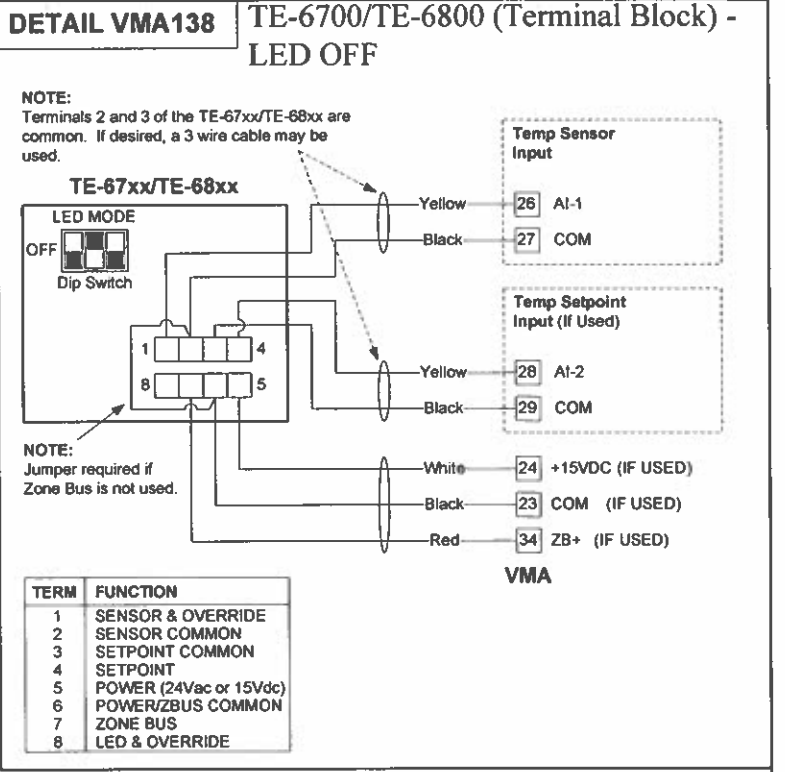 DETAIL VMA138
TE-6700/TE-6800 (Terminal Block) -
LED OFF
NOTE:
Terminals 2 and 3 of the TE-67xx/TE-68xx are
common. If desired, a 3 wire cable may be
used.
TE-67xx/TE-68xx
LED MODE
OFF
Dip Switch
1
4
8
5
NOTE:
Jumper required if
Zone Bus is not used.
Temp Sensor
Input
Yellow 26 AI-1
Black 27 COM
Temp Setpoint
Input (If Used)
Yellow 28 AI-2
Black 29 COM
White 24 +15VDC (IF USED)
Black 23 COM (IF USED)
Red 34 ZB+ (IF USED)
VMA
TERM FUNCTION
1 SENSOR & OVERRIDE
2 SENSOR COMMON
3 SETPOINT COMMON
4 SETPOINT
5 POWER (24Vac or 15Vdc)
6 POWER/ZBUS COMMON
7 ZONE BUS
8 LED & OVERRIDE